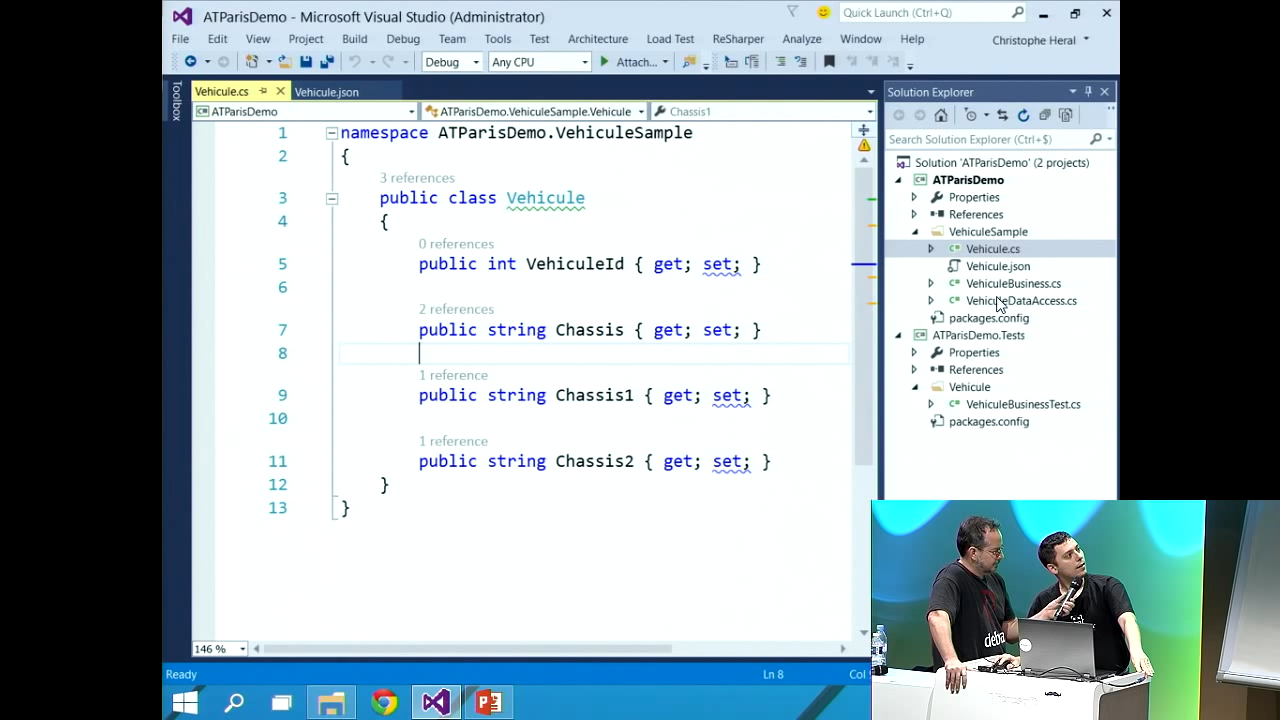 ATParisDemo - Microsoft Visual Studio (Administrator)
Quick Launch (Ctrl+Q)
File Edit View Project Build Debug Team Tools Test Architecture Load Test ReSharper Analyze Window Help Christophe Heral
Debug Any CPU Attach...
Toolbox
Vehicule.cs Vehicule.json
ATParisDemo ATParisDemo.VehiculeSample.Vehicule Chassis1
1 namespace ATParisDemo.VehiculeSample
2 {
3 references
3 public class Vehicule
4 {
0 references
5 public int VehiculeId { get; set; }
6
2 references
7 public string Chassis { get; set; }
8
1 reference
9 public string Chassis1 { get; set; }
10
1 reference
11 public string Chassis2 { get; set; }
12 }
13 }
146 %
Ready Ln 8 Col
Solution Explorer
Search Solution Explorer (Ctrl+$)
Solution 'ATParisDemo' (2 projects)
ATParisDemo
Properties
References
VehiculeSample
Vehicule.cs
Vehicule.json
VehiculeBusiness.cs
VehiculeDataAccess.cs
packages.config
ATParisDemo.Tests
Properties
References
Vehicule
VehiculeBusinessTest.cs
packages.config